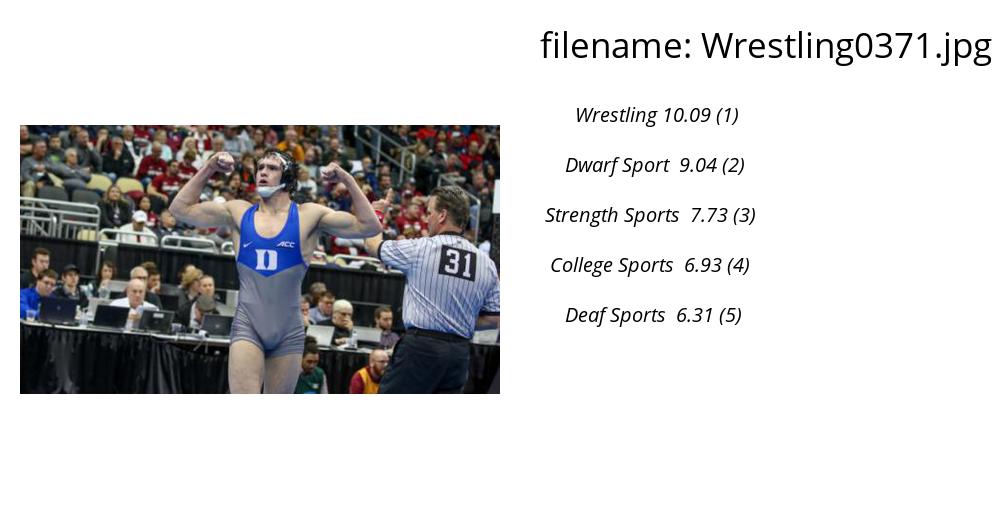 filename: Wrestling0371.jpg
Wrestling 10.09 (1)
Dwarf Sport 9.04 (2)
Strength Sports 7.73 (3)
College Sports 6.93 (4)
Deaf Sports 6.31 (5)
ACC
D
31